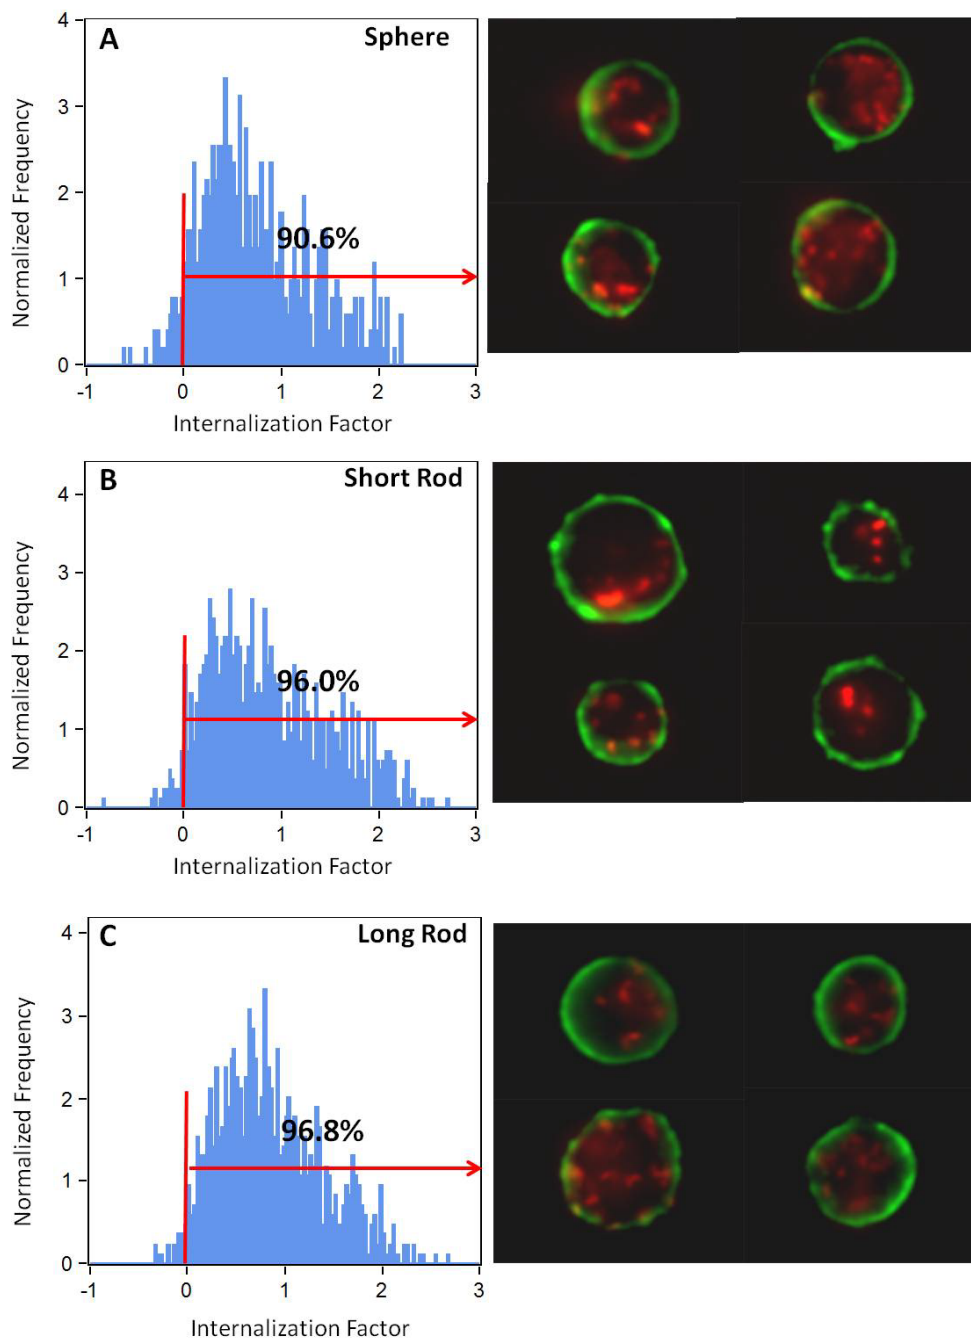 A
Sphere
Normalized Frequency
4
3
2
1
0
90.6%
-1 0 1 2 3
Internalization Factor
B
Short Rod
Normalized Frequency
4
3
2
1
0
96.0%
-1 0 1 2 3
Internalization Factor
C
Long Rod
Normalized Frequency
4
3
2
1
0
96.8%
-1 0 1 2 3
Internalization Factor